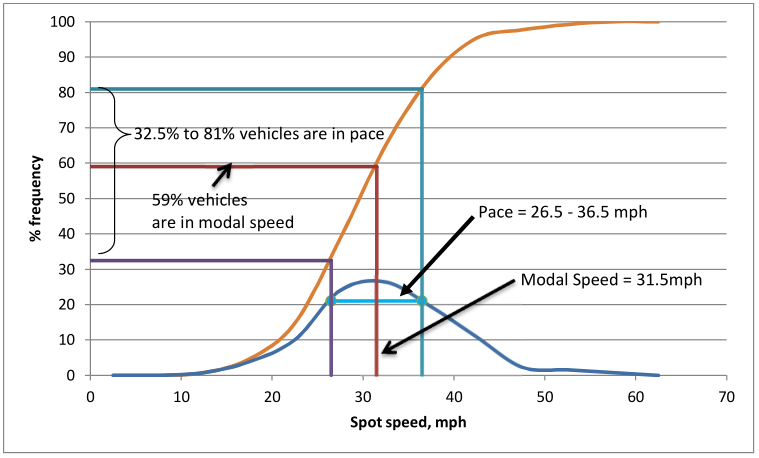 100
90
80
70
60
50
40
30
20
10
0
% frequency
32.5% to 81% vehicles are in pace
59% vehicles
are in modal speed
Pace = 26.5 - 36.5 mph
Modal Speed = 31.5mph
0 10 20 30 40 50 60 70
Spot speed, mph